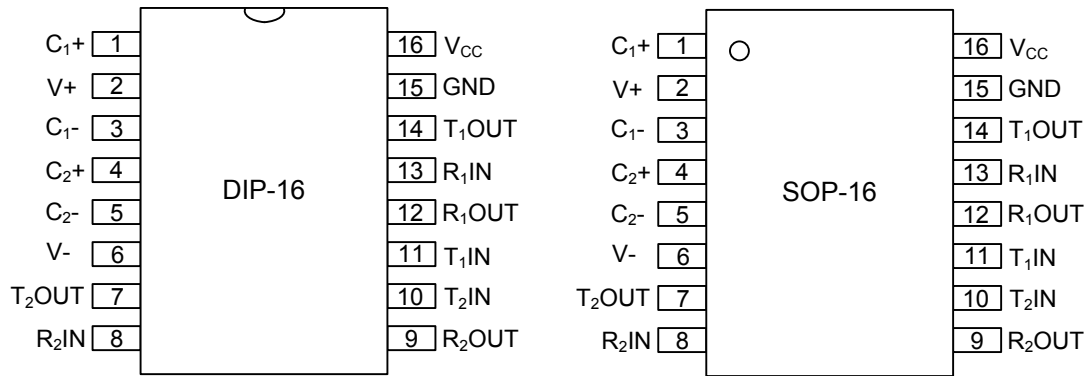 C₁+ 1 16 V_CC
V+ 2 15 GND
C₁- 3 14 T₁OUT
C₂+ 4 13 R₁IN
C₂- 5 12 R₁OUT
V- 6 11 T₁IN
T₂OUT 7 10 T₂IN
R₂IN 8 9 R₂OUT
DIP-16
C₁+ 1 16 V_CC
V+ 2 15 GND
C₁- 3 14 T₁OUT
C₂+ 4 13 R₁IN
C₂- 5 12 R₁OUT
V- 6 11 T₁IN
T₂OUT 7 10 T₂IN
R₂IN 8 9 R₂OUT
SOP-16